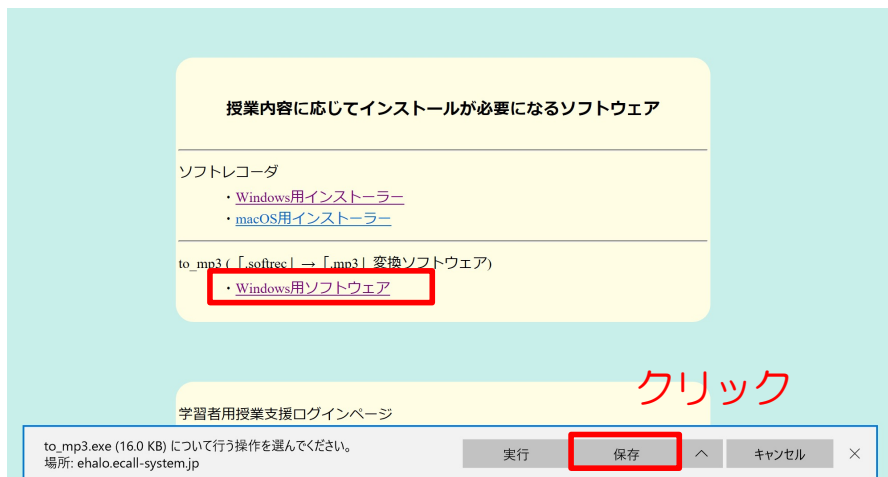 授業内容に応じてインストールが必要になるソフトウェア
ソフトレコーダ
・Windows用インストーラー
・macOS用インストーラー
to_mp3 (「.softrec」→「.mp3」変換ソフトウェア)
・Windows用ソフトウェア
クリック
学習者用授業支援ログインページ
to_mp3.exe (16.0 KB) について行う操作を選んでください。
場所: ehalo.ecall-system.jp
実行 保存 キャンセル